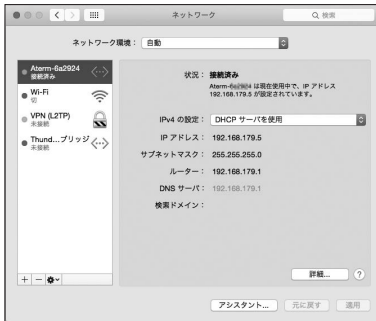 ネットワーク
検索
ネットワーク環境： 自動
Aterm-6a2924
接続済み
Wi-Fi
切
VPN (L2TP)
未接続
Thund...ブリッジ
未接続
状況： 接続済み
は現在使用中で、IP アドレス
192.168.179.5 が設定されています。
IPv4 の設定： DHCP サーバを使用
IP アドレス： 192.168.179.5
サブネットマスク： 255.255.255.0
ルーター： 192.168.179.1
DNS サーバ： 192.168.179.1
検索ドメイン：
詳細... ?
アシスタント... 元に戻す 適用